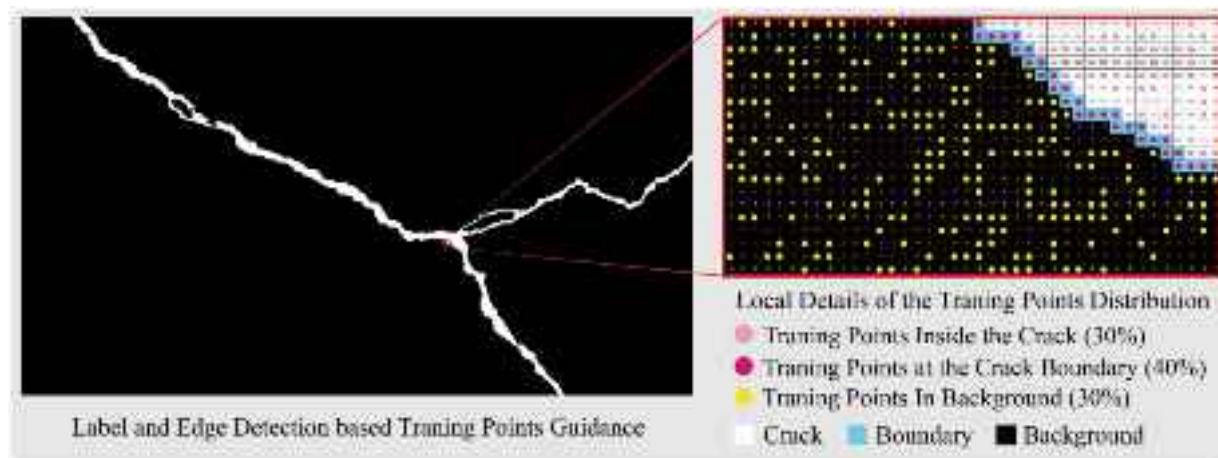 Local Details of the Traning Points Distribution
Traning Points Inside the Crack (30%)
Traning Points at the Crack Boundary (40%)
Traning Points In Background (30%)
Crack Boundary Background
Label and Edge Detection based Traning Points Guidance